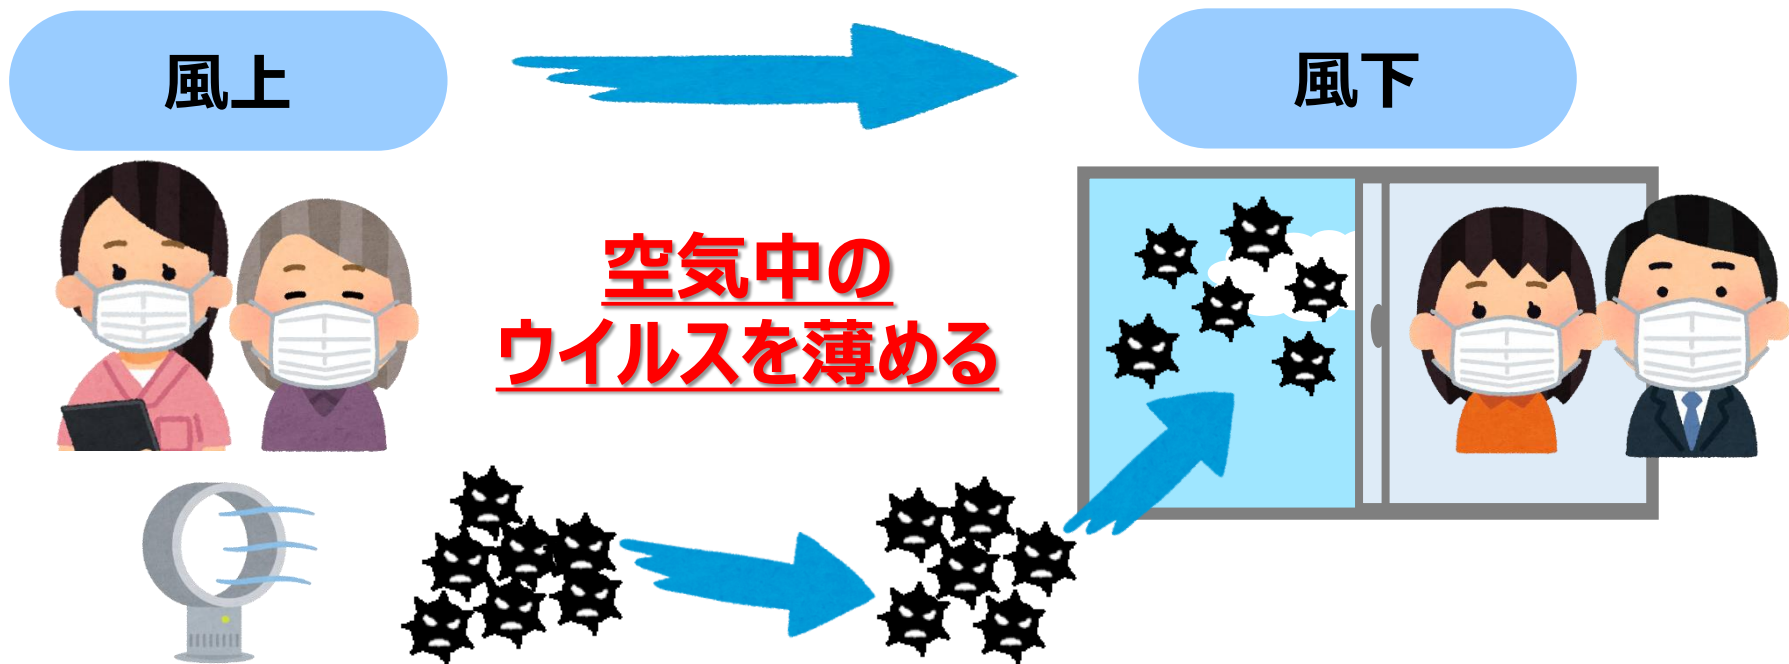 風上
風下
空気中の
ウイルスを薄める